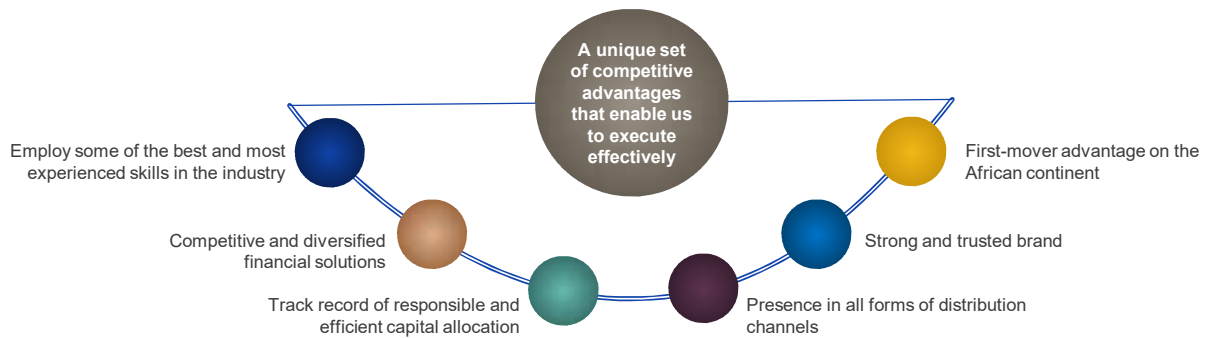 A unique set
of competitive
advantages
that enable us
to execute
effectively
Employ some of the best and most
experienced skills in the industry
Competitive and diversified
financial solutions
Track record of responsible and
efficient capital allocation
Presence in all forms of distribution
channels
Strong and trusted brand
First-mover advantage on the
African continent